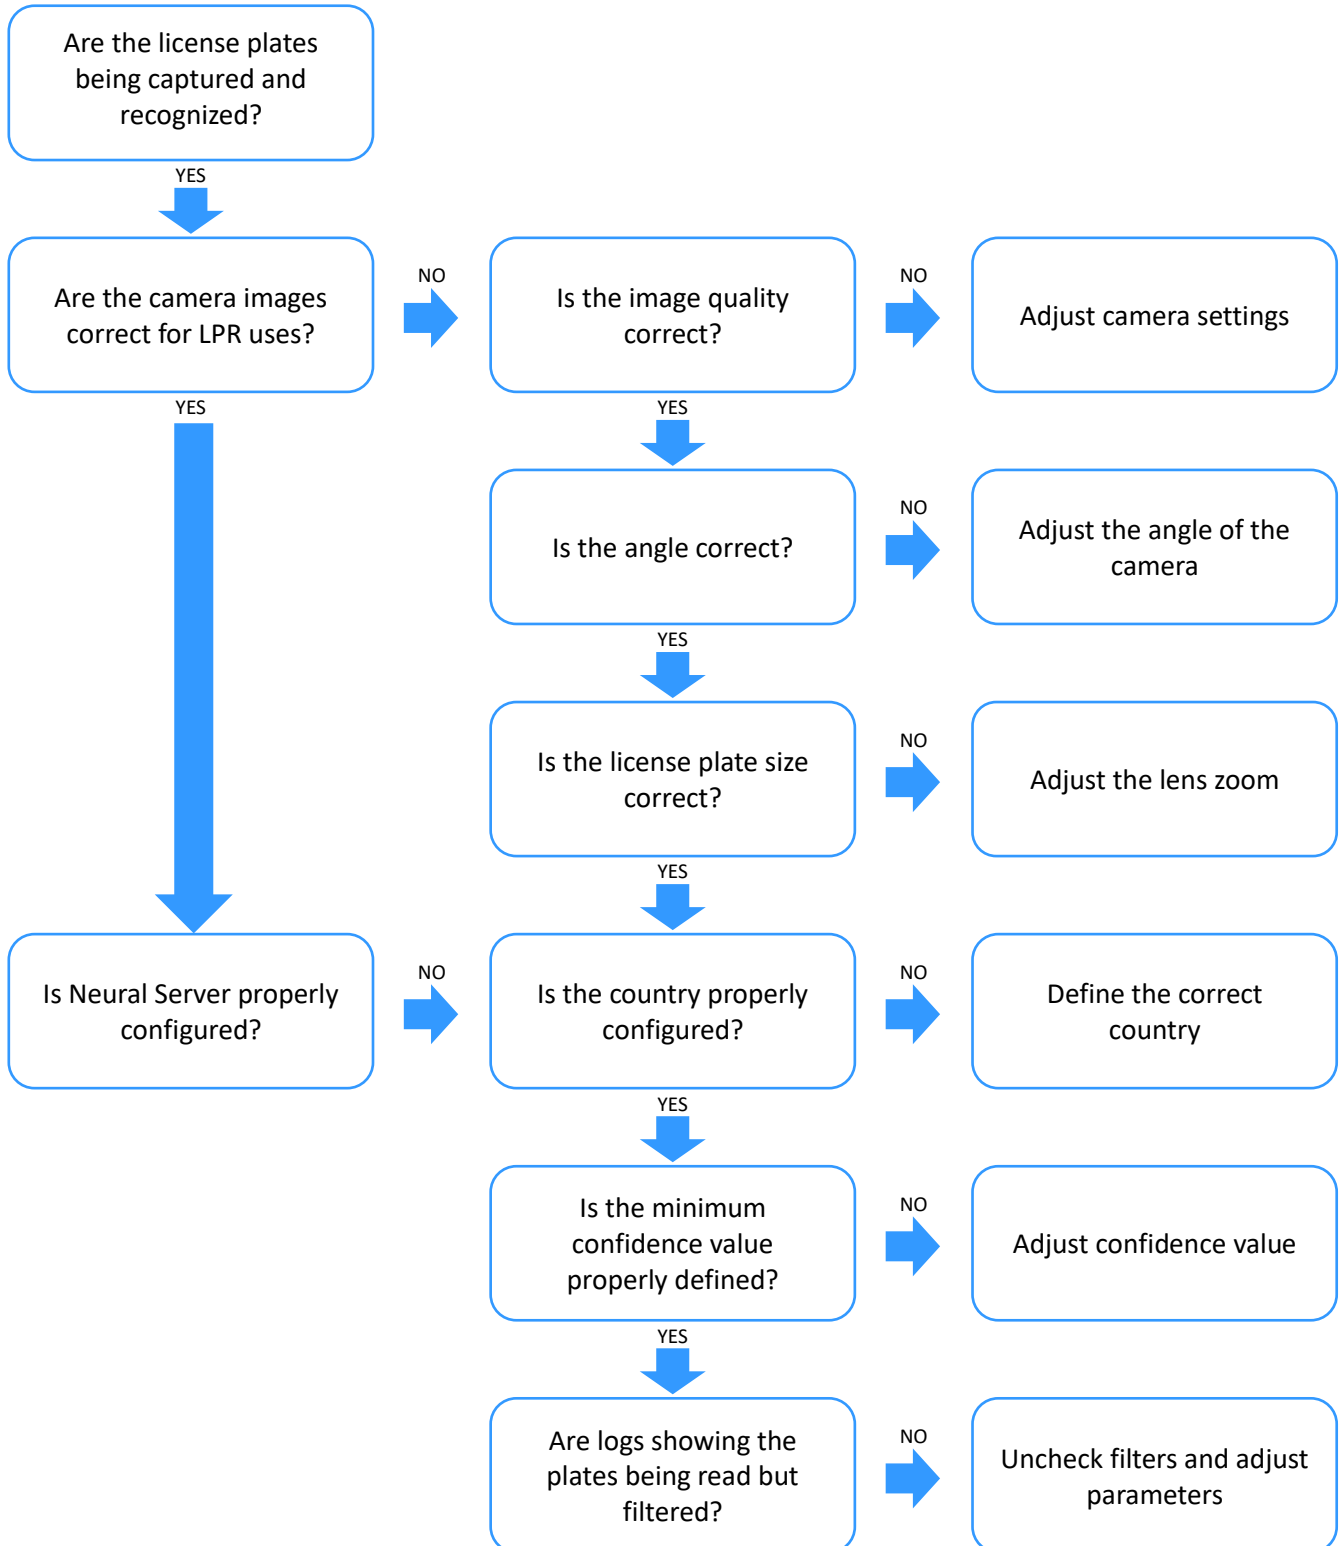 Are the license plates
being captured and
recognized?
YES
Are the camera images
correct for LPR uses?
NO
Is the image quality
correct?
NO
Adjust camera settings
YES
YES
Is the angle correct?
NO
Adjust the angle of the
camera
YES
Is the license plate size
correct?
NO
Adjust the lens zoom
YES
Is Neural Server properly
configured?
NO
Is the country properly
configured?
NO
Define the correct
country
YES
Is the minimum
confidence value
properly defined?
NO
Adjust confidence value
YES
Are logs showing the
plates being read but
filtered?
NO
Uncheck filters and adjust
parameters